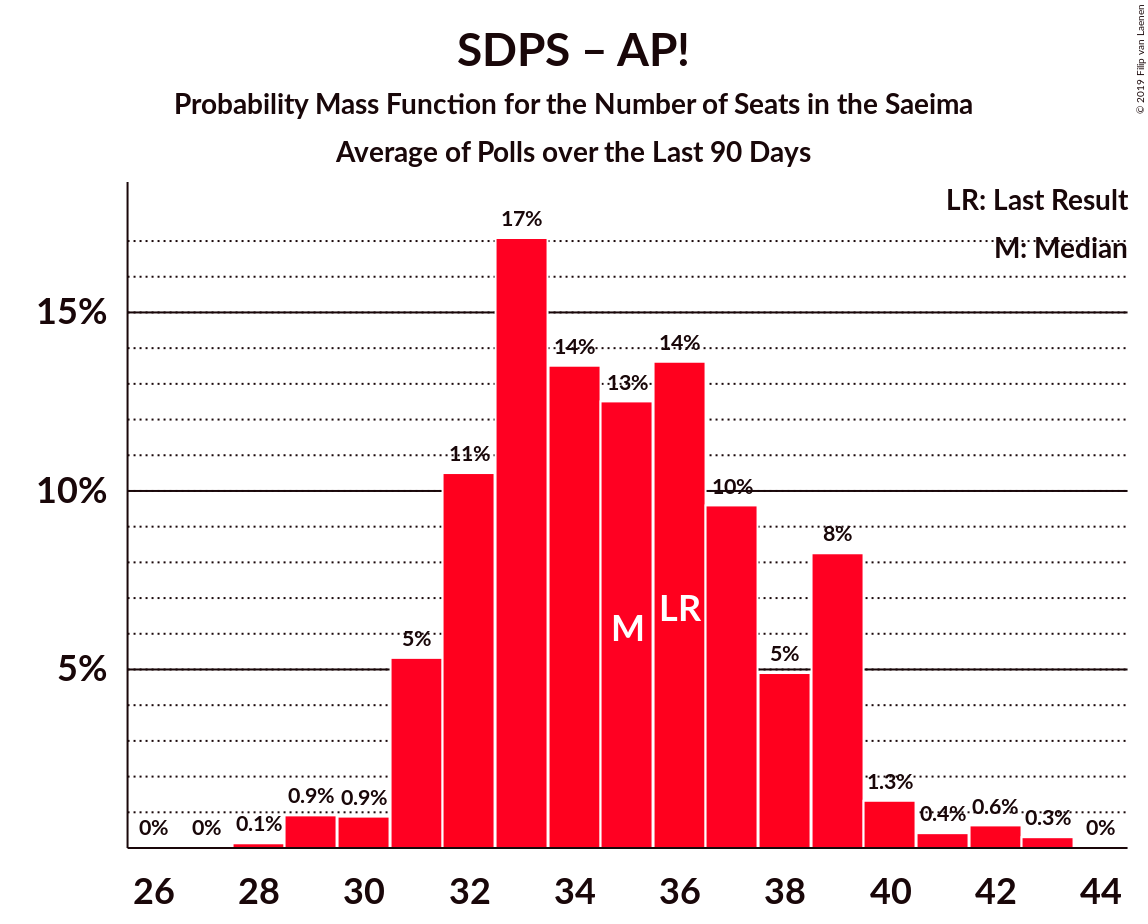 SDPS – AP!
Probability Mass Function for the Number of Seats in the Saeima
Average of Polls over the Last 90 Days
© 2019 Filip van Laenen
LR: Last Result
M: Median
15%
10%
5%
0%
0%
0.1%
0.9%
0.9%
5%
11%
17%
14%
13%
14%
10%
5%
8%
1.3%
0.4%
0.6%
0.3%
0%
M
LR
26 28 30 32 34 36 38 40 42 44